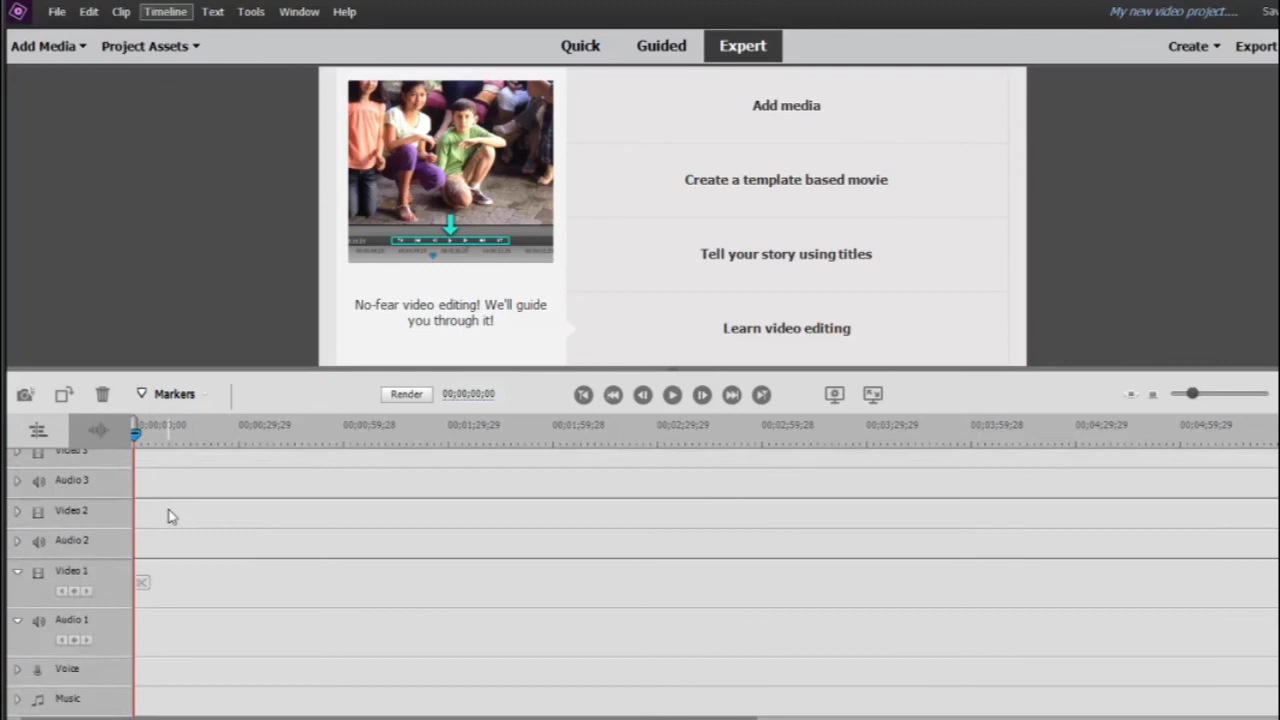 File Edit Clip Timeline Text Tools Window Help My new video project....
Add Media Project Assets Quick Guided Expert Create Export
Add media
Create a template based movie
Tell your story using titles
No-fear video editing! We'll guide
you through it!
Learn video editing
Markers Render 00;00;00;00
00;00;29;29 00;00;59;28 00;01;29;29 00;01;59;28 00;02;29;29 00;02;59;28 00;03;29;29 00;03;59;28 00;04;29;29 00;04;59;29
Video 3
Audio 3
Video 2
Audio 2
Video 1
Audio 1
Voice
Music